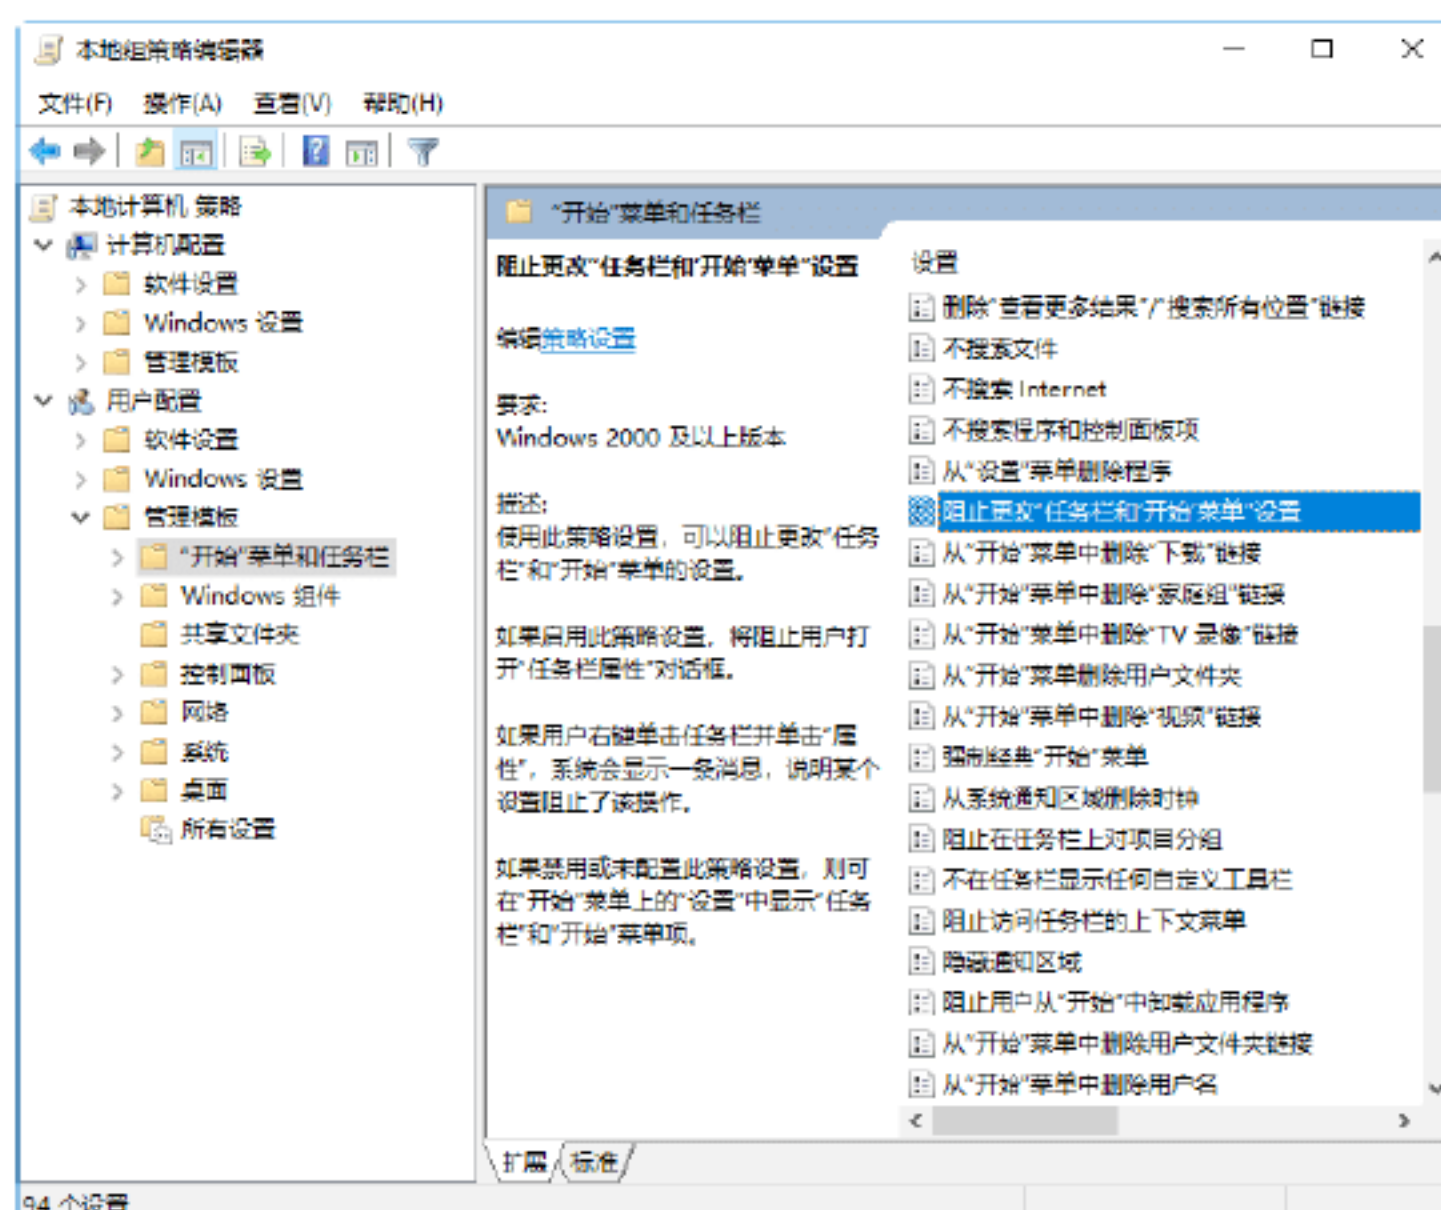 本地组策略编辑器
文件(F) 操作(A) 查看(V) 帮助(H)
本地计算机 策略
计算机配置
软件设置
Windows 设置
管理模板
用户配置
软件设置
Windows 设置
管理模板
"开始"菜单和任务栏
Windows 组件
共享文件夹
控制面板
网络
系统
桌面
所有设置
"开始"菜单和任务栏
阻止更改"任务栏和'开始'菜单"设置
编辑策略设置
要求:
Windows 2000 及以上版本
描述:
使用此策略设置，可以阻止更改"任务
栏"和"开始"菜单的设置。
如果启用此策略设置，将阻止用户打
开"任务栏属性"对话框。
如果用户右键单击任务栏并单击"属
性"，系统会显示一条消息，说明某个
设置阻止了该操作。
如果禁用或未配置此策略设置，则可
在"开始"菜单上的"设置"中显示"任务
栏"和"开始"菜单项。
设置
删除"查看更多结果"/"搜索所有位置"链接
不搜索文件
不搜索 Internet
不搜索程序和控制面板项
从"设置"菜单删除程序
阻止更改"任务栏和'开始'菜单"设置
从"开始"菜单中删除"下载"链接
从"开始"菜单中删除"家庭组"链接
从"开始"菜单中删除"TV 录像"链接
从"开始"菜单删除用户文件夹
从"开始"菜单中删除"视频"链接
强制经典"开始"菜单
从系统通知区域删除时钟
阻止在任务栏上对项目分组
不在任务栏显示任何自定义工具栏
阻止访问任务栏的上下文菜单
隐藏通知区域
阻止用户从"开始"中卸载应用程序
从"开始"菜单中删除用户文件夹链接
从"开始"菜单中删除用户名
扩展 标准
94 个设置